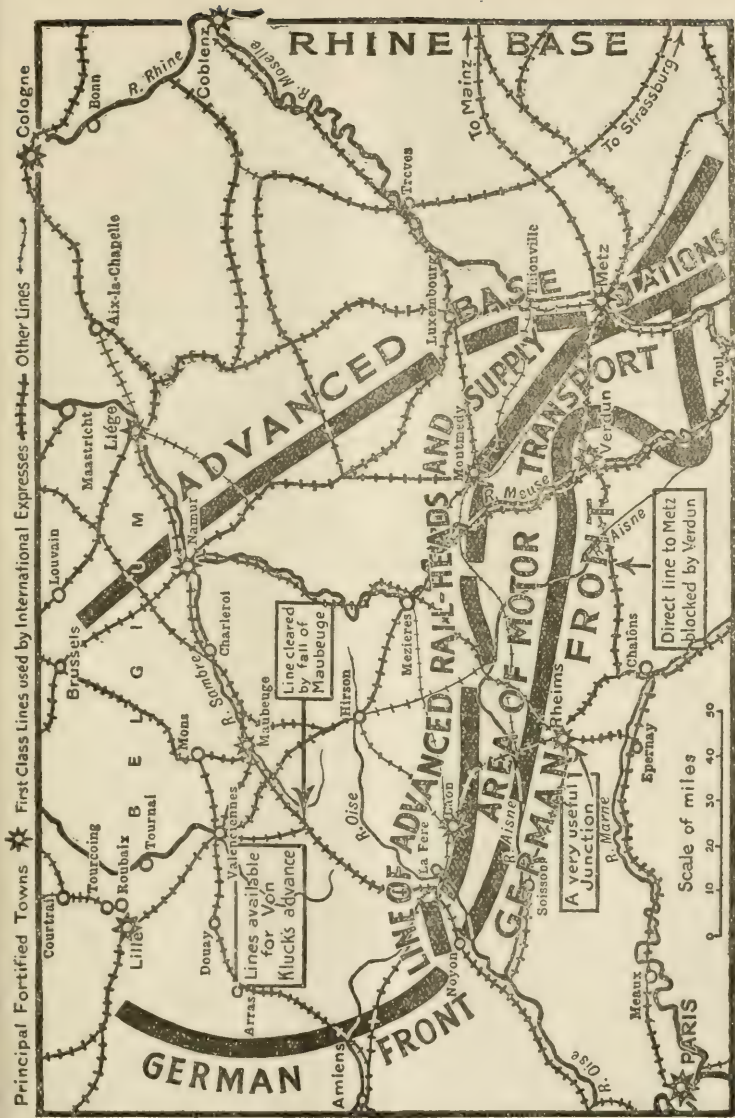 Principal Fortified Towns First Class Lines used by International Expresses Other Lines
RHINE BASE
Cologne
Bonn
R. Rhine
Coblenz
R. Moselle
To Mainz
To Strassburg
Treves
Aix-la-Chapelle
Maastricht
Liége
Luxembourg
Thionville
Metz
ADVANCED BASE
Louvain
Brussels
Namur
Charleroi
R. Sambre
BELGIUM
Mons
Maubeuge
Valenciennes
Tournai
Roubaix
Tourcoing
Courtrai
Lille
Douay
Arras
Line cleared
by fall of
Maubeuge
Lines available
for Von
Kluck's advance
Hirson
Mezieres
R. Oise
LINE OF ADVANCED RAIL-HEADS AND SUPPLY STATIONS
Moutmedy
R. Meuse
AREA OF MOTOR TRANSPORT
Verdun
Toul
La Fère
Laon
R. Aisne
Aisne
GERMAN FRONT
Soissons
Rheims
A very useful
Junction
Direct line to Metz
blocked by Verdun
Chalôns
Epernay
R. Marne
Noyon
Amiens
GERMAN FRONT
R. Oise
Meaux
PARIS
Scale of miles
0 10 20 30 40 50